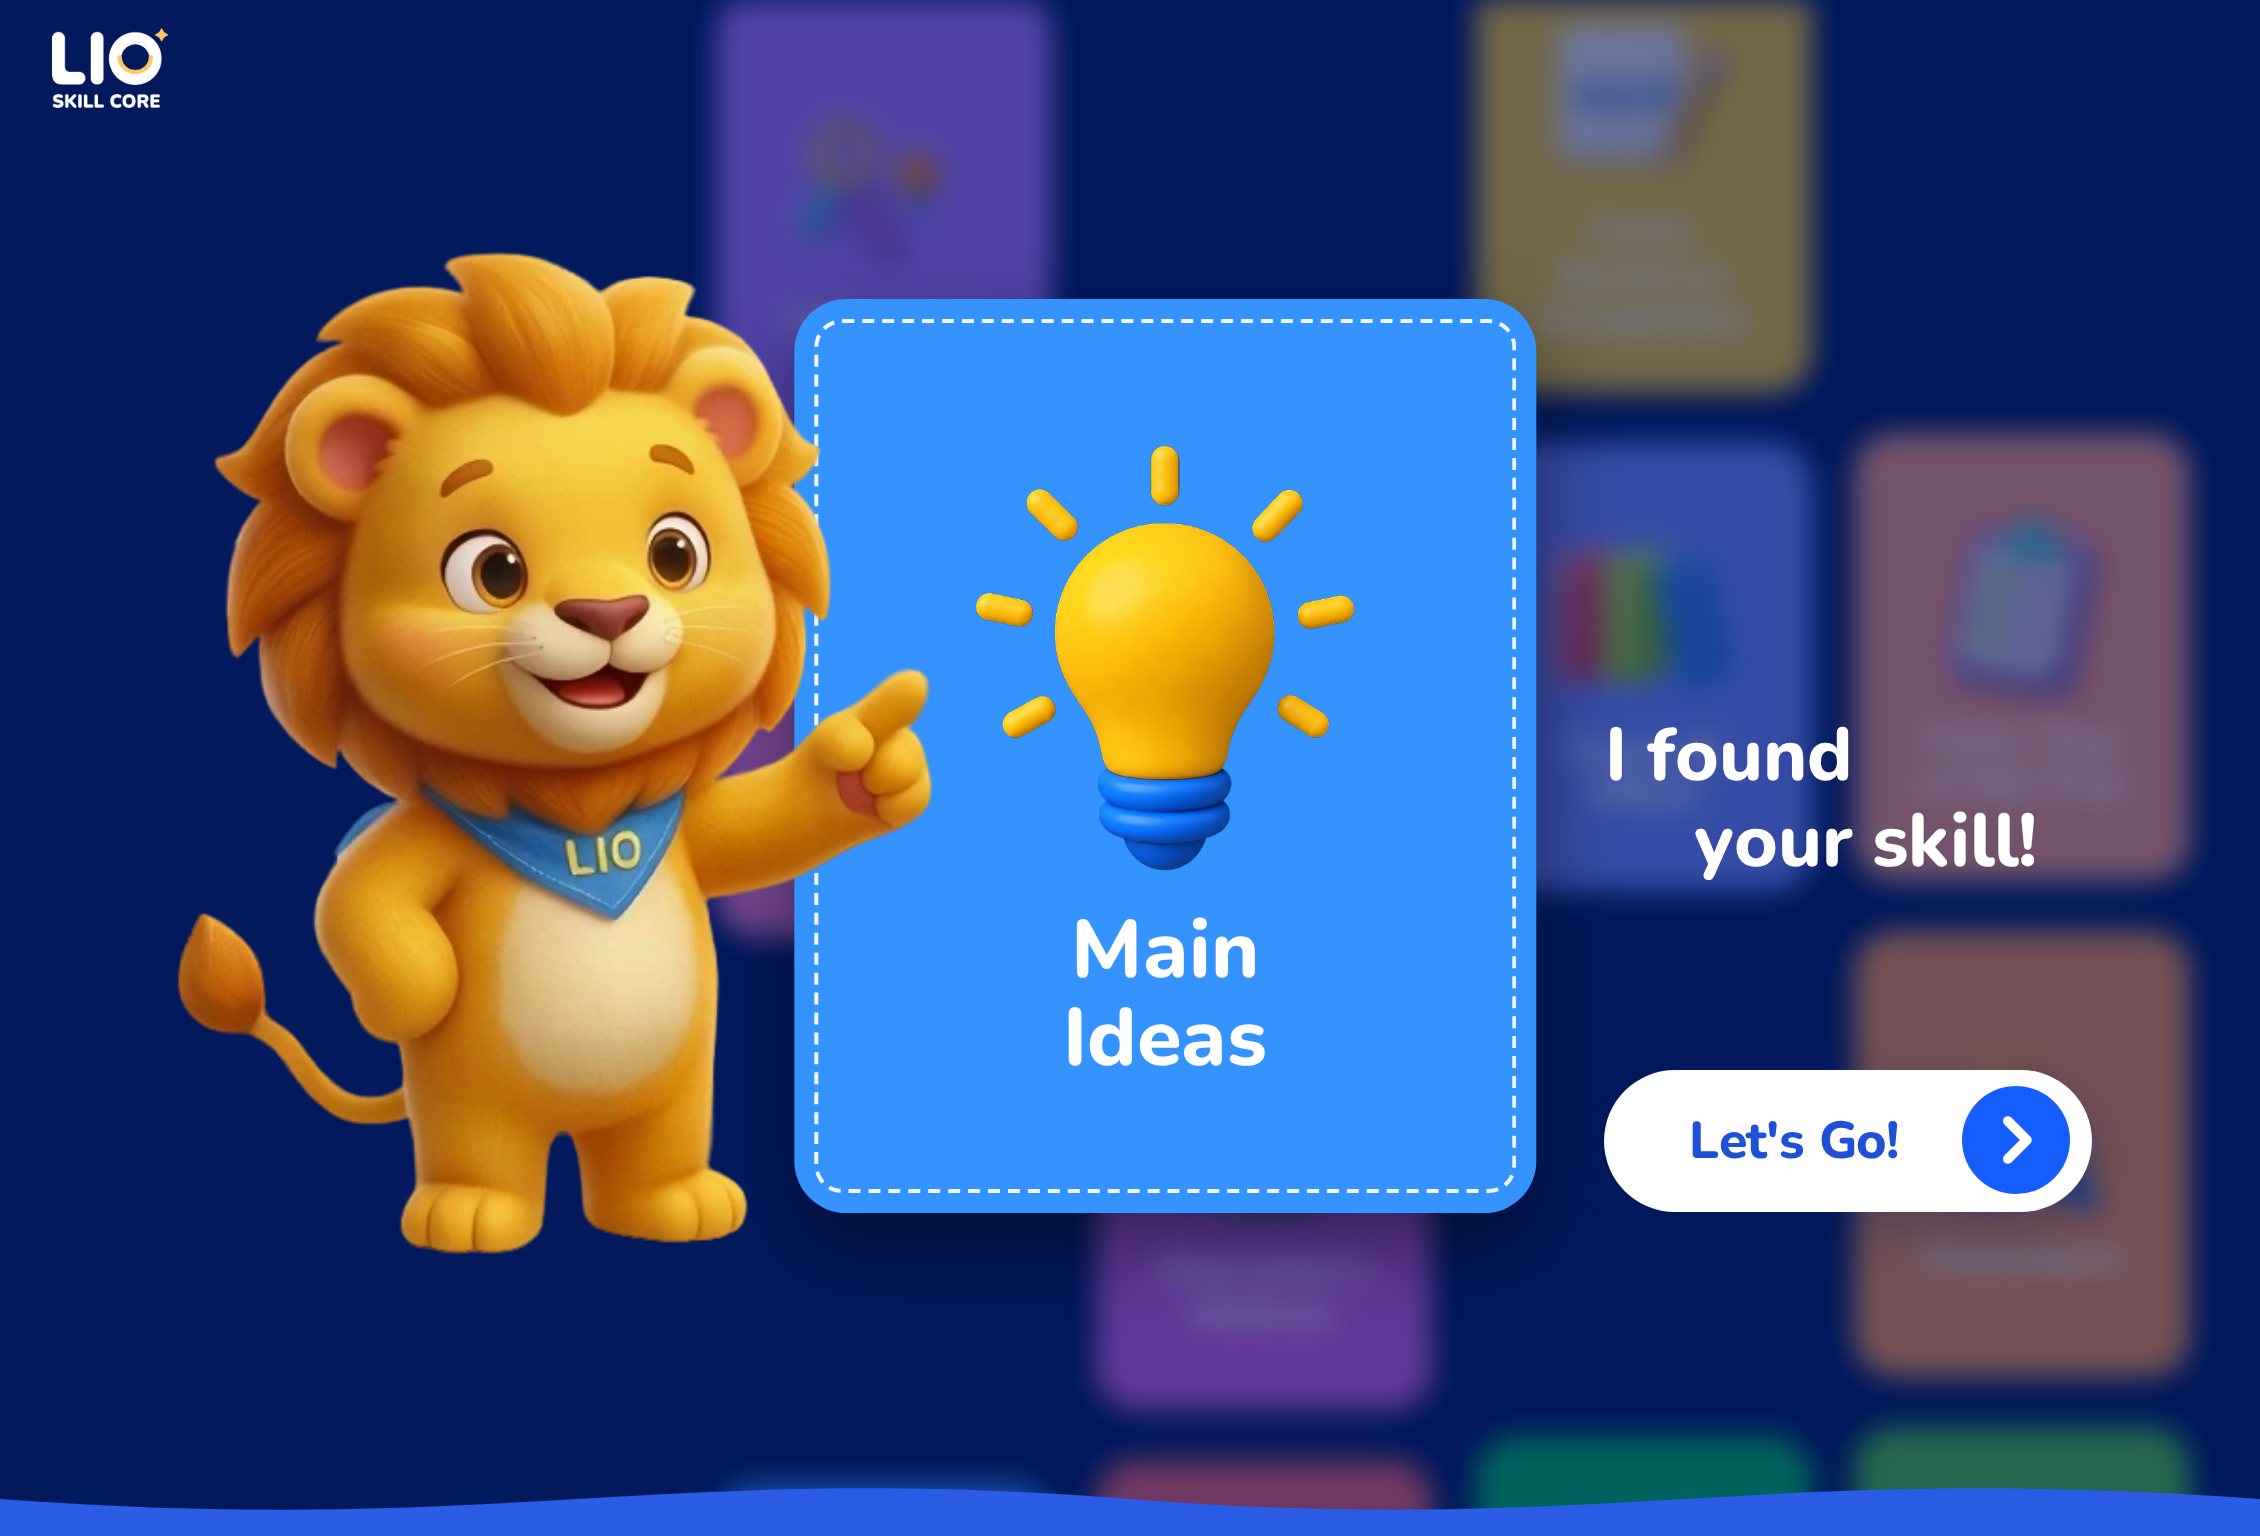 LIO
SKILL CORE
LIO
Main
Ideas
I found
your skill!
Let's Go!